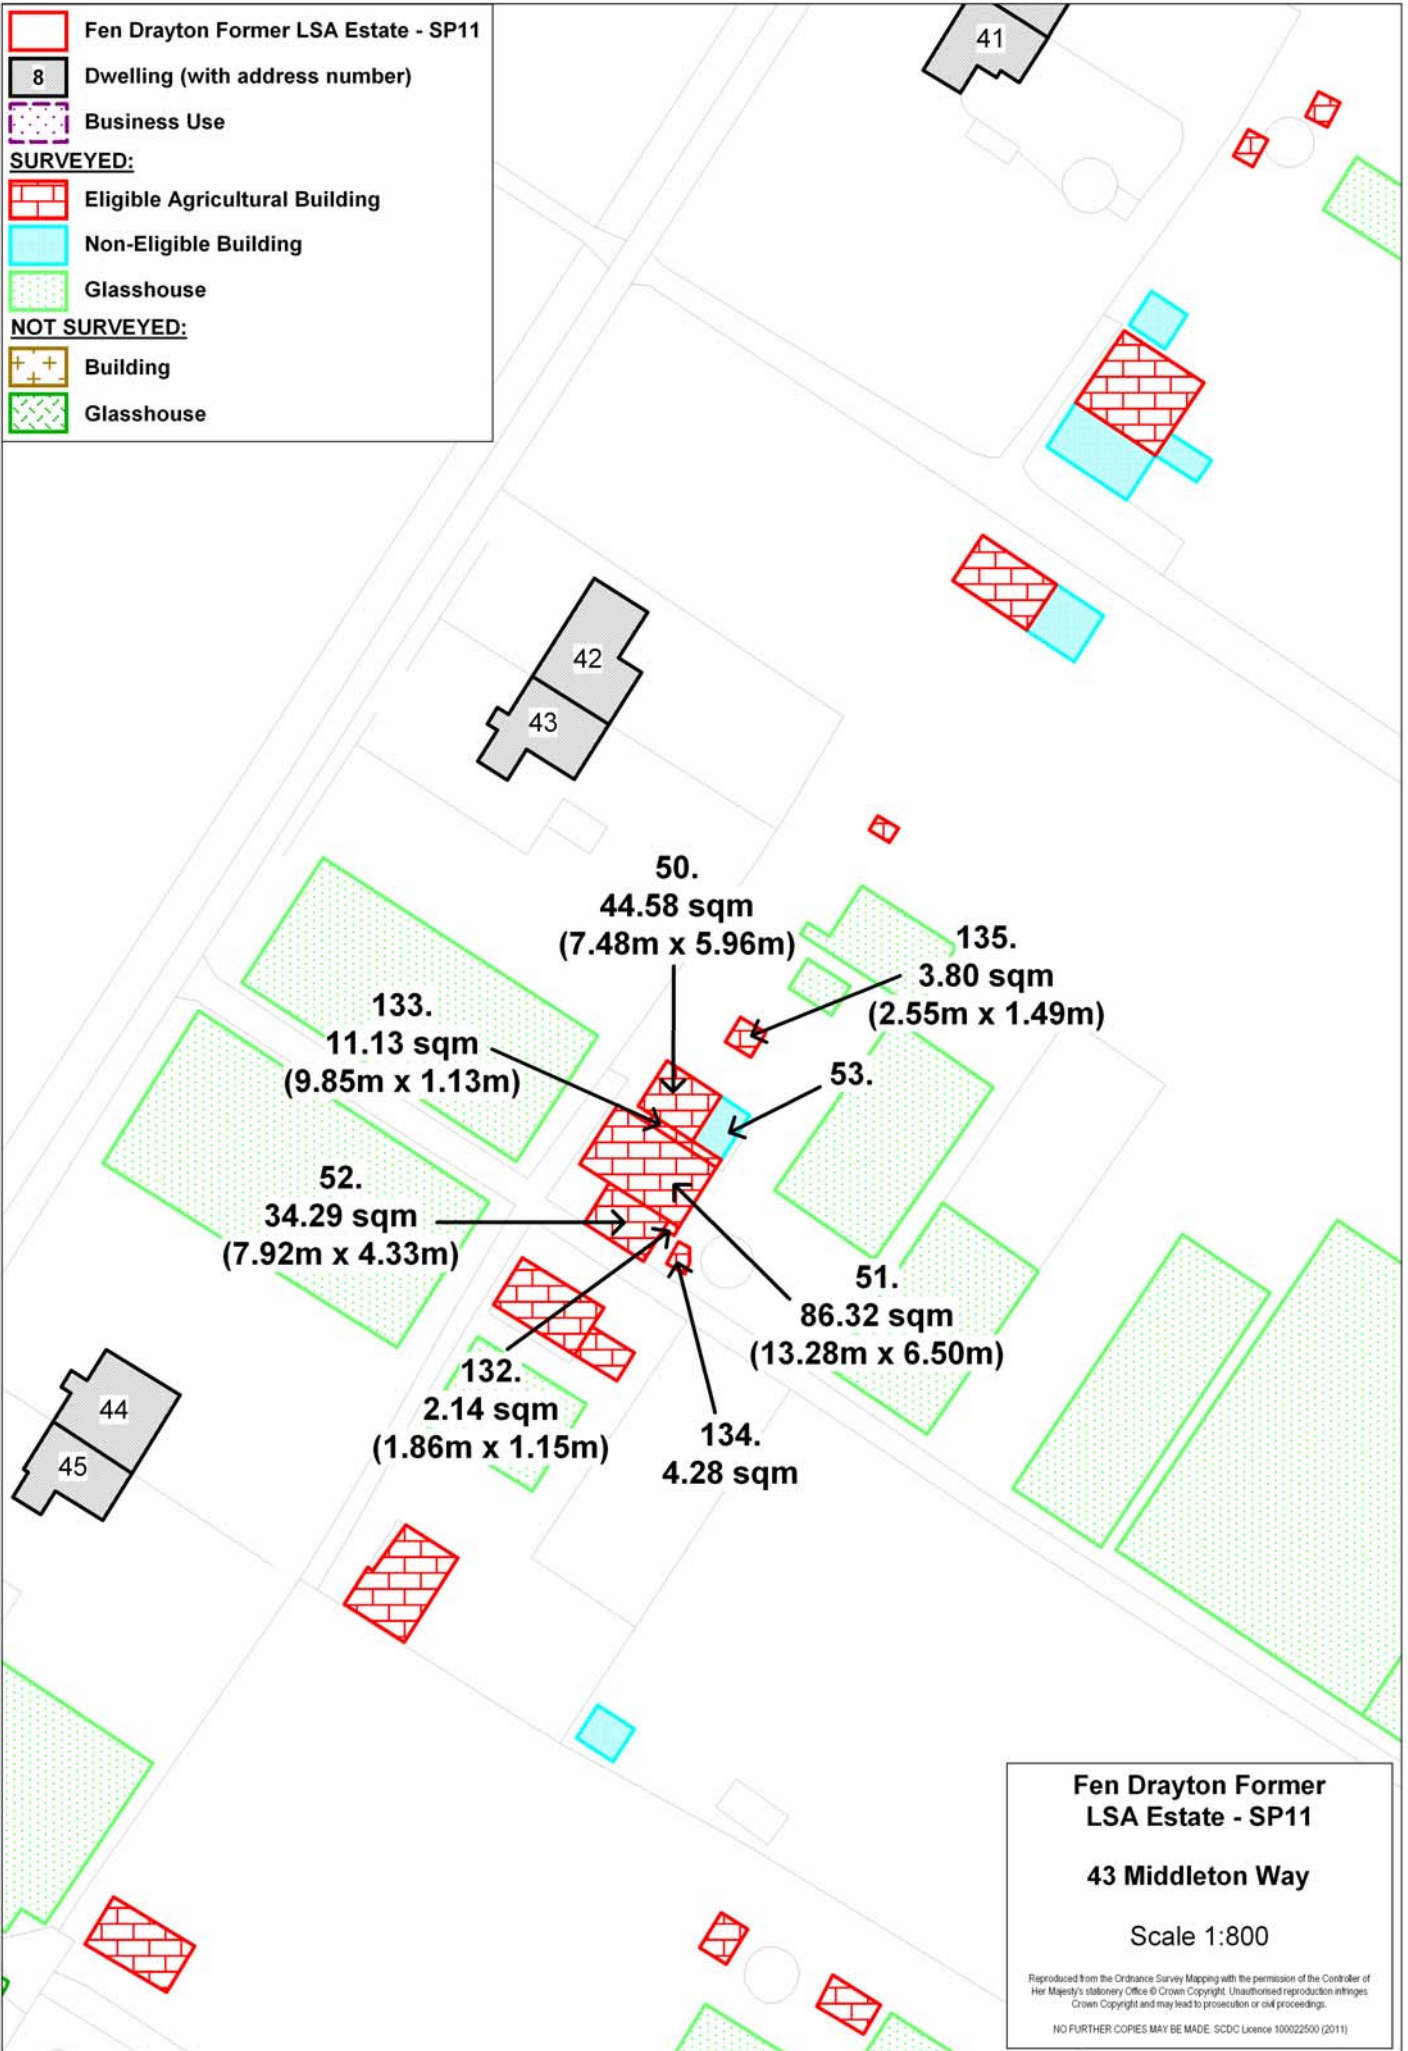 Fen Drayton Former LSA Estate - SP11
8 Dwelling (with address number)
Business Use
SURVEYED:
Eligible Agricultural Building
Non-Eligible Building
Glasshouse
NOT SURVEYED:
Building
Glasshouse
41
42
43
50.
44.58 sqm
(7.48m x 5.96m)
135.
3.80 sqm
(2.55m x 1.49m)
133.
11.13 sqm
(9.85m x 1.13m)
53.
52.
34.29 sqm
(7.92m x 4.33m)
51.
86.32 sqm
(13.28m x 6.50m)
132.
2.14 sqm
(1.86m x 1.15m)
134.
4.28 sqm
44
45
Fen Drayton Former
LSA Estate - SP11
43 Middleton Way
Scale 1:800
Reproduced from the Ordnance Survey Mapping with the permission of the Controller of
Her Majesty's stationery Office © Crown Copyright. Unauthorised reproduction infringes
Crown Copyright and may lead to prosecution or civil proceedings.
NO FURTHER COPIES MAY BE MADE. SCDC Licence 100022500 (2011)